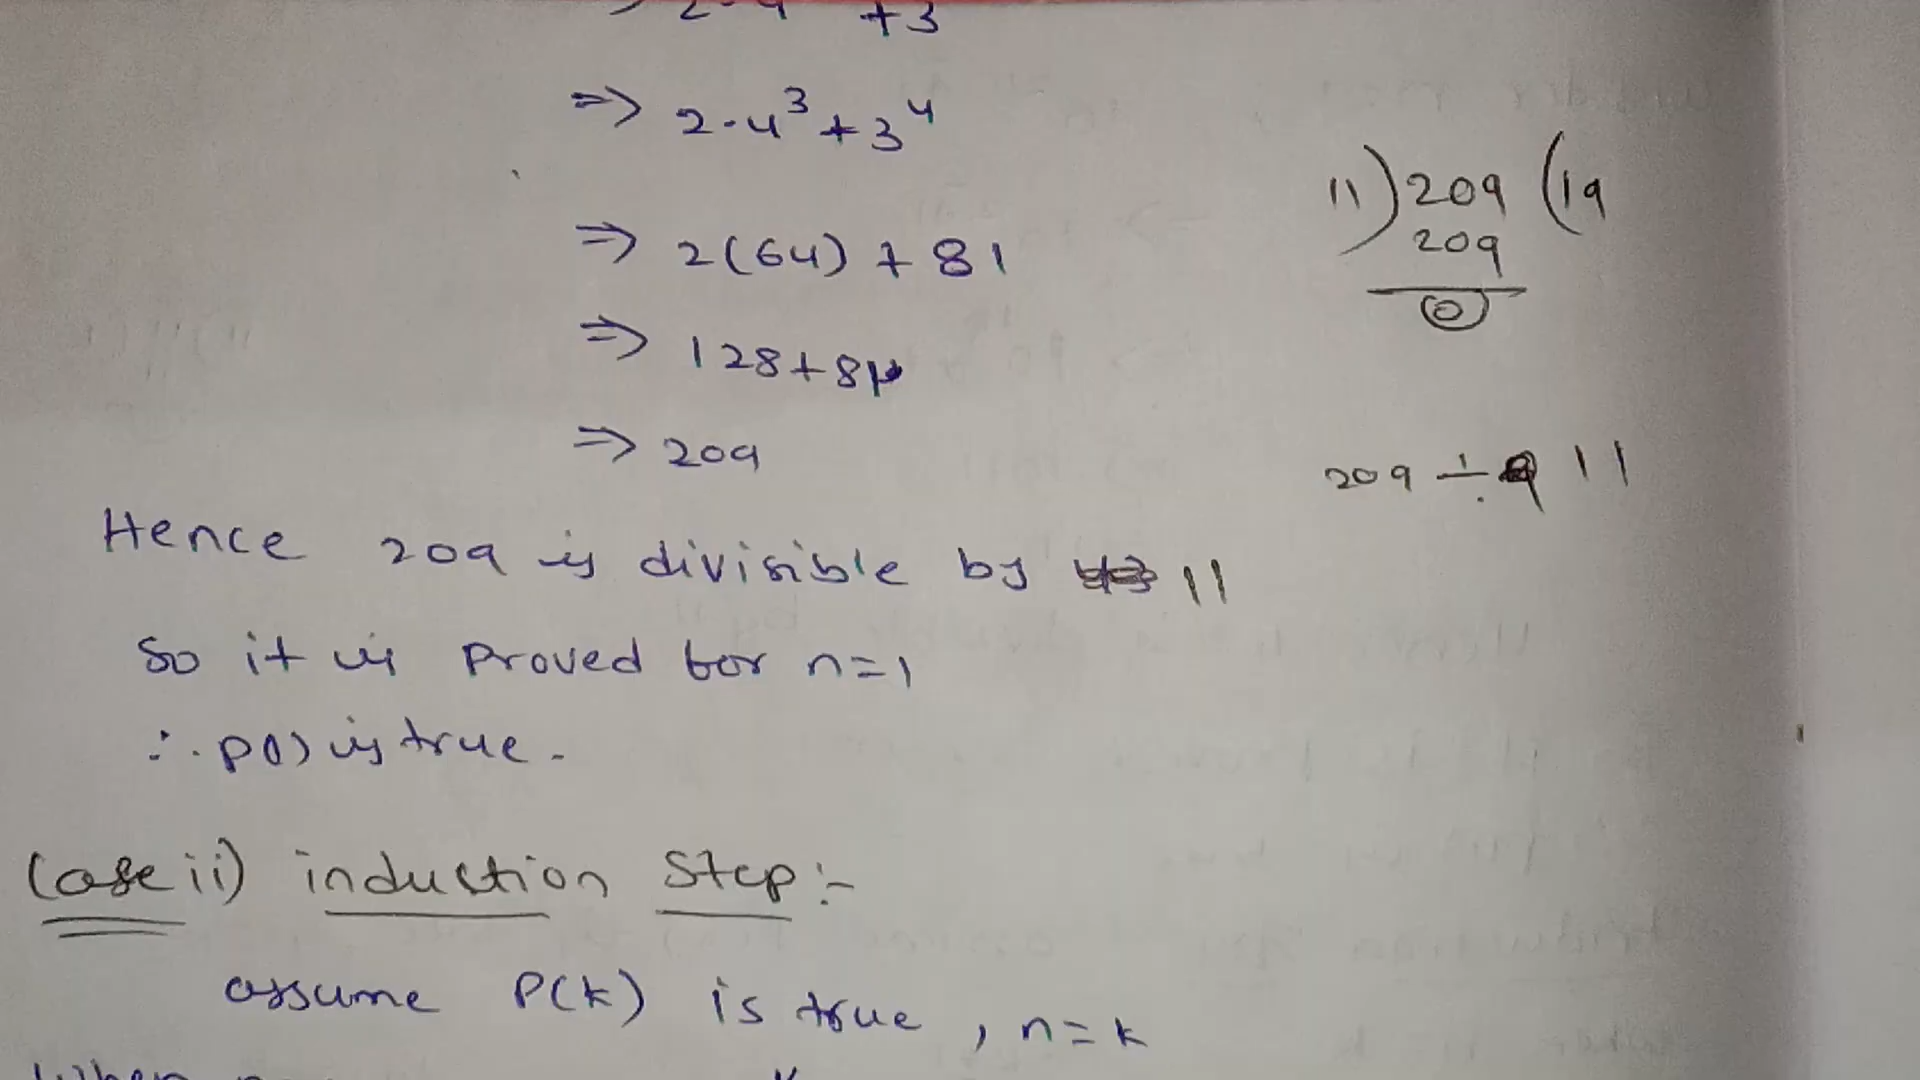 +3
=> 2·4³+3⁴
=> 2(64) + 81
=> 128+81
=> 209
11)209(19
209
0
209 ÷ 11
Hence 209 is divisible by 11
So it is proved for n=1
∴ P(1) is true.
(case ii) induction step:-
assume P(k) is true, n=k